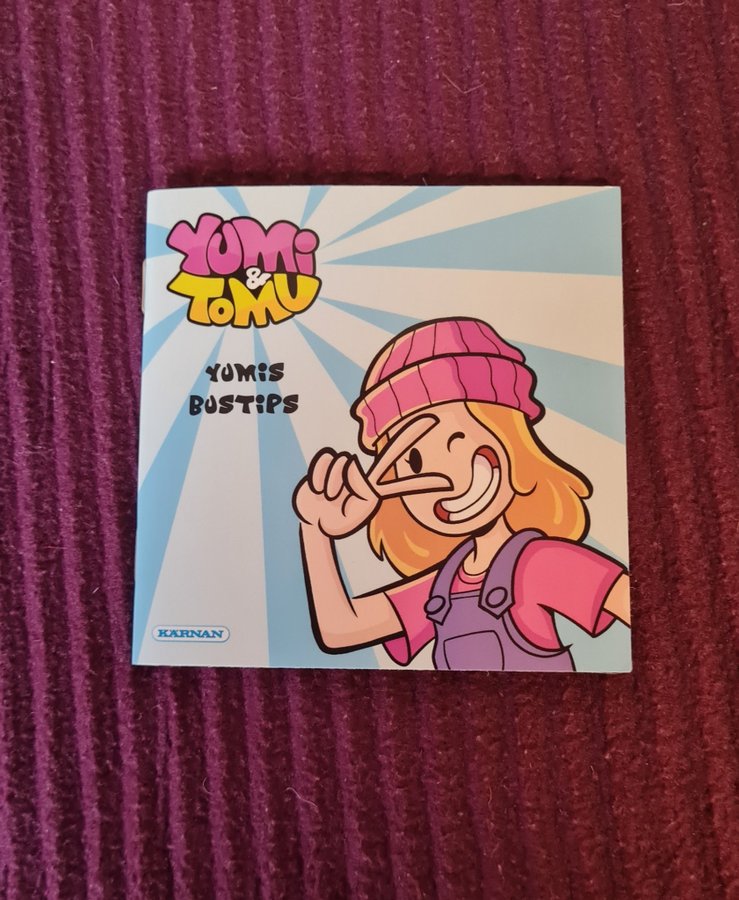 YUMi
&
ToMU
YUMiS
BUSTiPS
KÄRNAN